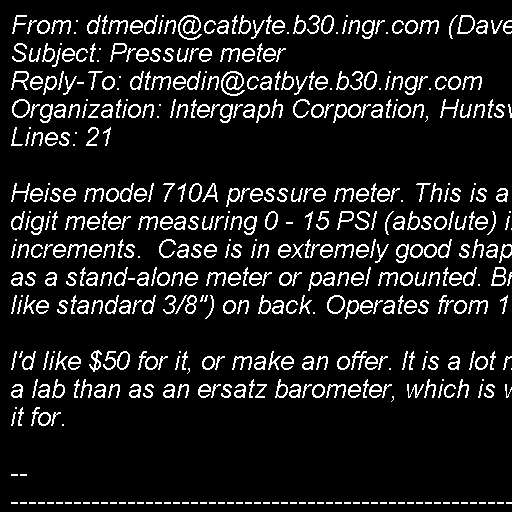 From: dtmedin@catbyte.b30.ingr.com (Dave
Subject: Pressure meter
Reply-To: dtmedin@catbyte.b30.ingr.com
Organization: Intergraph Corporation, Huntsv
Lines: 21

Heise model 710A pressure meter. This is a
digit meter measuring 0 - 15 PSI (absolute) i
increments.  Case is in extremely good shap
as a stand-alone meter or panel mounted. Br
like standard 3/8") on back. Operates from 1

I'd like $50 for it, or make an offer. It is a lot
a lab than as an ersatz barometer, which is w
it for.

--
-------------------------------------------------------